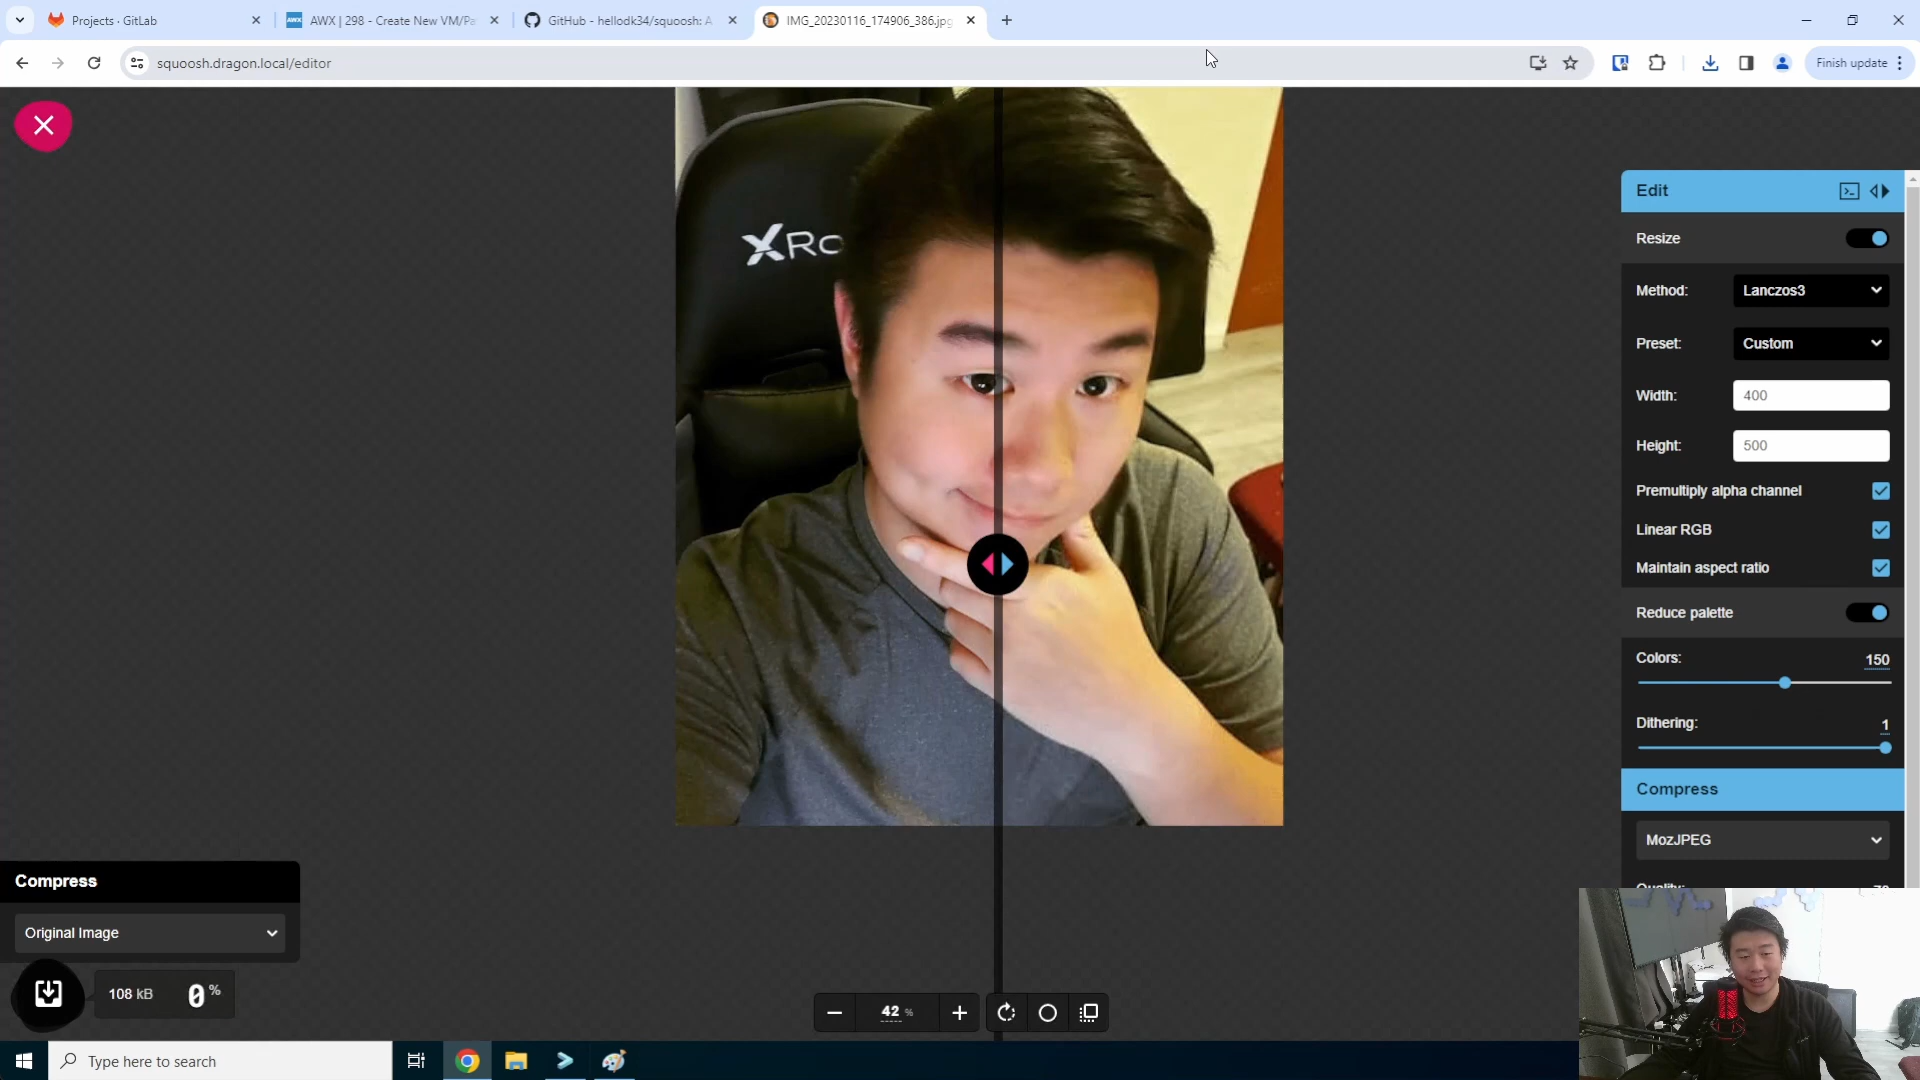 Projects · GitLab
AWX | 298 - Create New VM/Pa
GitHub - hellodk34/squoosh: A
IMG_20230116_174906_386.jpg
squoosh.dragon.local/editor
Finish update
XRo
Edit
Resize
Method:
Lanczos3
Preset:
Custom
Width:
400
Height:
500
Premultiply alpha channel
Linear RGB
Maintain aspect ratio
Reduce palette
Colors:
150
Dithering:
1
Compress
MozJPEG
Compress
Original Image
108 kB
0 %
42 %
Type here to search